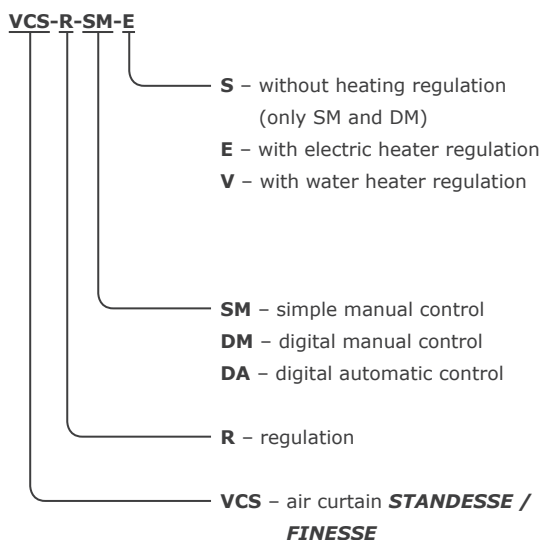 VCS-R-SM-E
S – without heating regulation
(only SM and DM)
E – with electric heater regulation
V – with water heater regulation
SM – simple manual control
DM – digital manual control
DA – digital automatic control
R – regulation
VCS – air curtain STANDESSE /
FINESSE